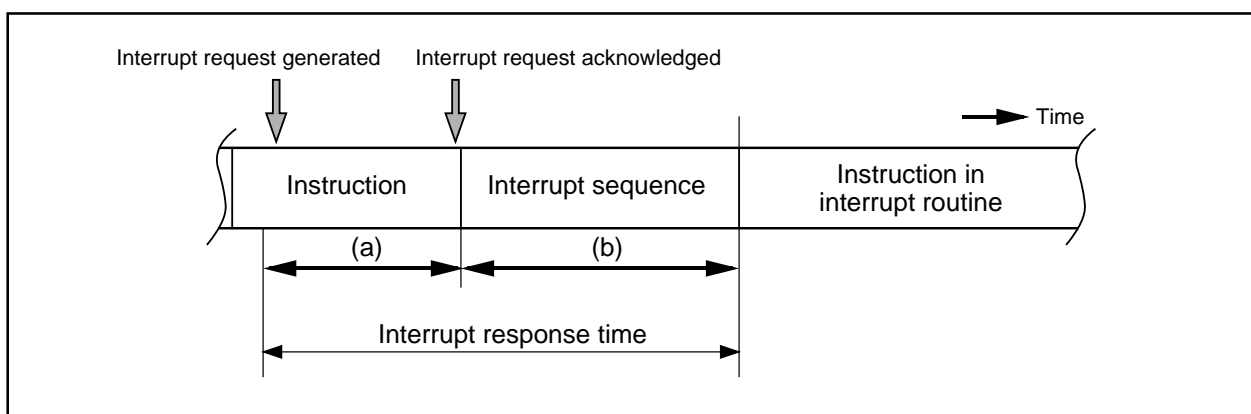 Interrupt request generated
Interrupt request acknowledged
Time
Instruction
Interrupt sequence
Instruction in
interrupt routine
(a)
(b)
Interrupt response time